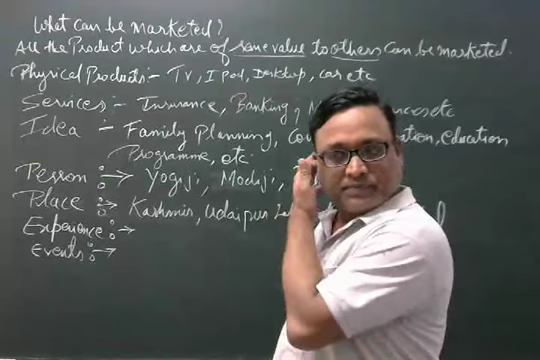 What can be marketed?
All the Product which are of some value to others can be marketed.
Physical Products:- TV, I Pod, Desktop, car etc
Services:- Insurance, Banking, etc
Idea :- Family Planning, ation, education
Programme, etc.
Person :→ Yogiji, Modiji,
Place :→ Kashmir, Udaipur
Experience :→
Events :→